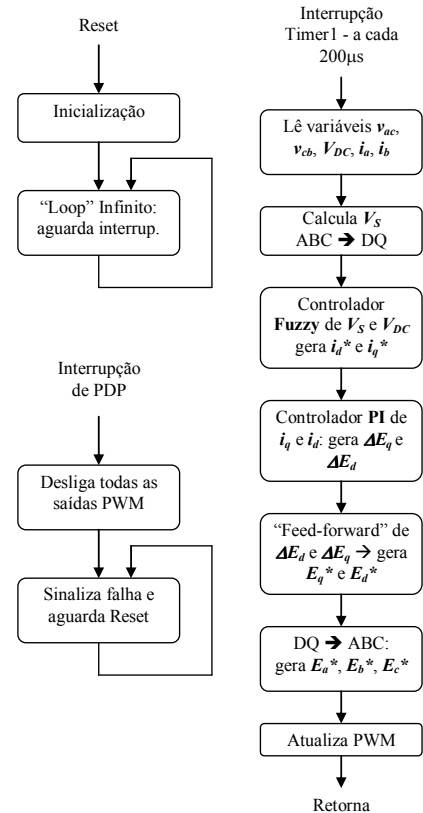 Reset
Inicialização
“Loop” Infinito:
aguarda interrup.
Interrupção
de PDP
Desliga todas as
saídas PWM
Sinaliza falha e
aguarda Reset
Interrupção
Timer1 - a cada
200μs
Lê variáveis vac,
vcb, VDC, ia, ib
Calcula VS
ABC ➔ DQ
Controlador
Fuzzy de VS e VDC
gera id* e iq*
Controlador PI de
iq e id: gera ΔEq e
ΔEd
“Feed-forward” de
ΔEd e ΔEq → gera
Eq* e Ed*
DQ ➔ ABC:
gera Ea*, Eb*, Ec*
Atualiza PWM
Retorna